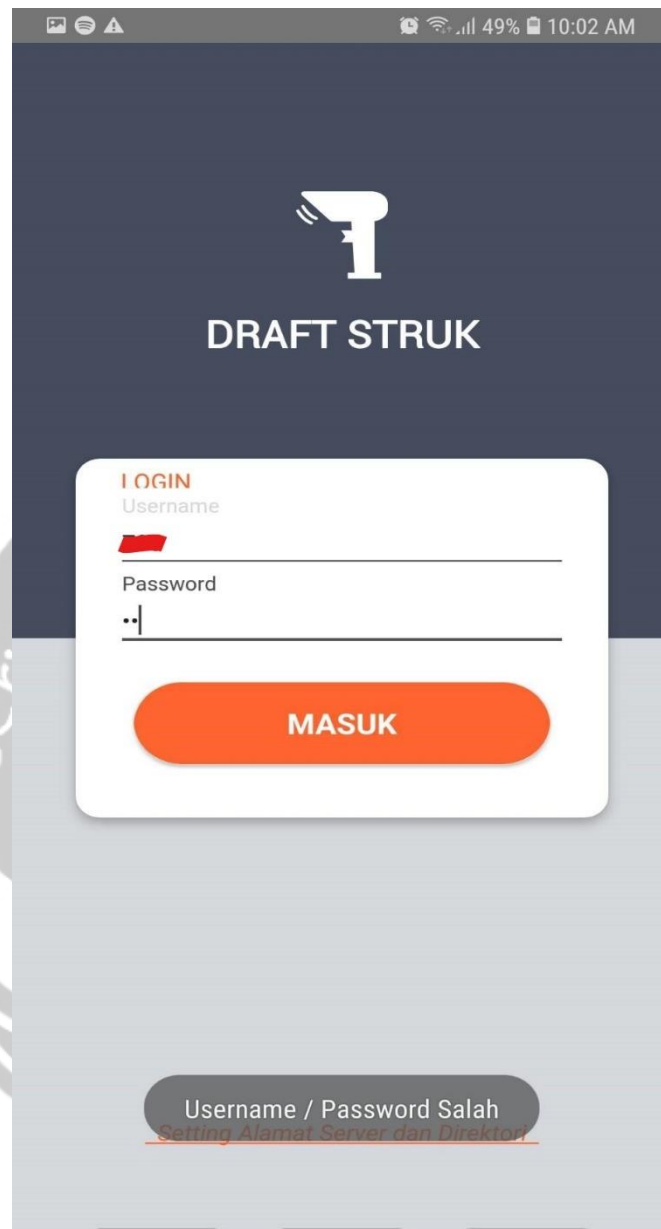 49% 10:02 AM
DRAFT STRUK
LOGIN
Username
Password
MASUK
Username / Password Salah
Setting Alamat Server dan Direktori